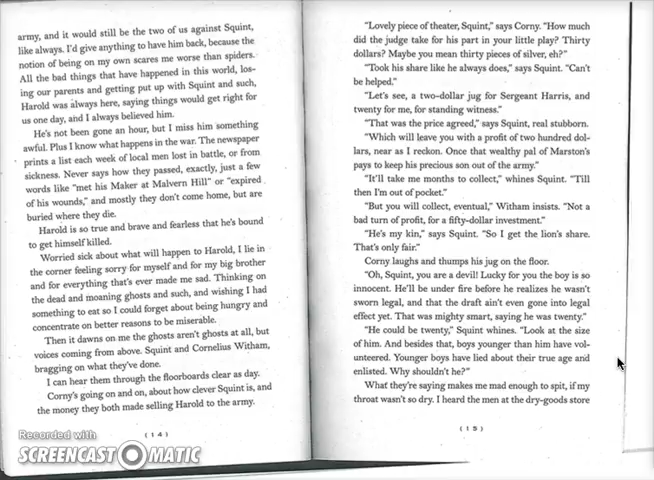 army, and it would still be the two of us against Squint,
like always. I'd give anything to have him back, because the
notion of being on my own scares me worse than spiders.
All the bad things that have happened in this world, los-
ing our parents and getting put up with Squint and such,
Harold was always here, saying things would get right for
us one day, and I always believed him.
He's not been gone an hour, but I miss him something
awful. Plus I know what happens in the war. The newspaper
prints a list each week of local men lost in battle, or from
sickness. Never says how they passed, exactly, just a few
words like "met his Maker at Malvern Hill" or "expired
of his wounds," and mostly they don't come home, but are
buried where they die.
Harold is so true and brave and fearless that he's bound
to get himself killed.
Worried sick about what will happen to Harold, I lie in
the corner feeling sorry for myself and for my big brother
and for everything that's ever made me sad. Thinking on
the dead and moaning ghosts and such, and wishing I had
something to eat so I could forget about being hungry and
concentrate on better reasons to be miserable.
Then it dawns on me the ghosts aren't ghosts at all, but
voices coming from above. Squint and Cornelius Witham,
bragging on what they've done.
I can hear them through the floorboards clear as day.
Corny's going on and on, about how clever Squint is, and
the money they both made selling Harold to the army.
(14)
"Lovely piece of theater, Squint," says Corny. "How much
did the judge take for his part in your little play? Thirty
dollars? Maybe you mean thirty pieces of silver, eh?"
"Took his share like he always does," says Squint. "Can't
be helped."
"Let's see, a two-dollar jug for Sergeant Harris, and
twenty for me, for standing witness."
"That was the price agreed," says Squint, real stubborn.
"Which will leave you with a profit of two hundred dol-
lars, near as I reckon. Once that wealthy pal of Marston's
pays to keep his precious son out of the army."
"It'll take me months to collect," whines Squint. "Till
then I'm out of pocket."
"But you will collect, eventual," Witham insists. "Not a
bad turn of profit, for a fifty-dollar investment."
"He's my kin," says Squint. "So I get the lion's share.
That's only fair."
Corny laughs and thumps his jug on the floor.
"Oh, Squint, you are a devil! Lucky for you the boy is so
innocent. He'll be under fire before he realizes he wasn't
sworn legal, and that the draft ain't even gone into legal
effect yet. That was mighty smart, saying he was twenty."
"He could be twenty," Squint whines. "Look at the size
of him. And besides that, boys younger than him have vol-
unteered. Younger boys have lied about their true age and
enlisted. Why shouldn't he?"
What they're saying makes me mad enough to spit, if my
throat wasn't so dry. I heard the men at the dry-goods store
(15)
Recorded with
SCREENCAST O MATIC